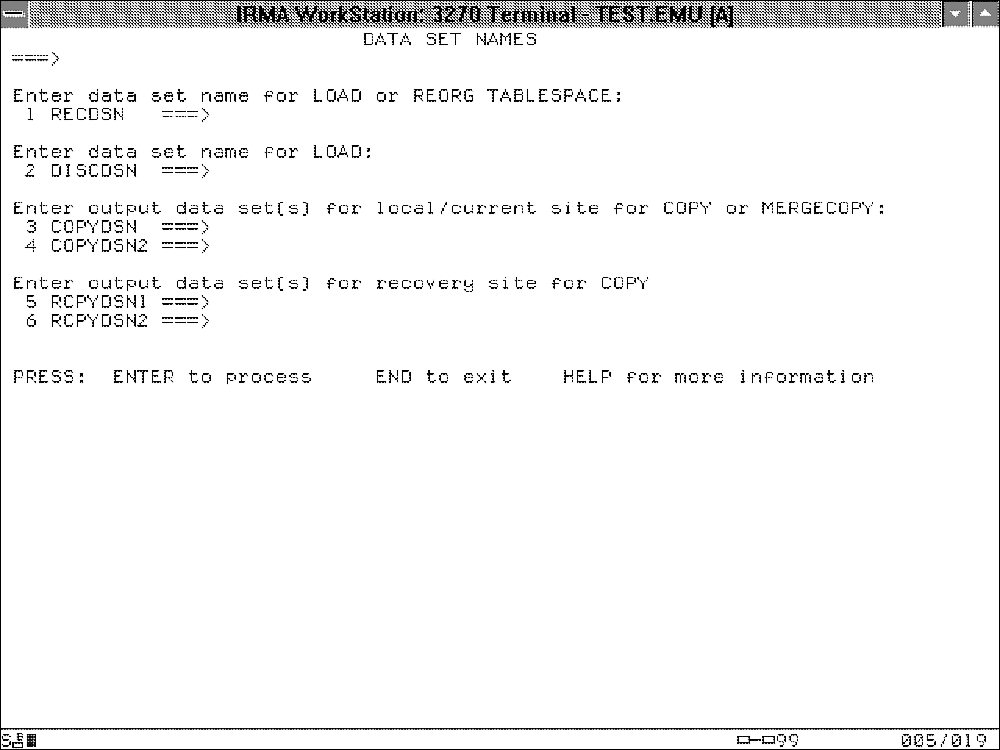 IRMA WorkStation: 3270 Terminal - TEST.EMU [A]
DATA SET NAMES
===>
Enter data set name for LOAD or REORG TABLESPACE:
1 RECDSN ===>
Enter data set name for LOAD:
2 DISCDSN ===>
Enter output data set(s) for local/current site for COPY or MERGECOPY:
3 COPYDSN ===>
4 COPYDSN2 ===>
Enter output data set(s) for recovery site for COPY
5 RCPYDSN1 ===>
6 RCPYDSN2 ===>
PRESS: ENTER to process END to exit HELP for more information
99 005/019